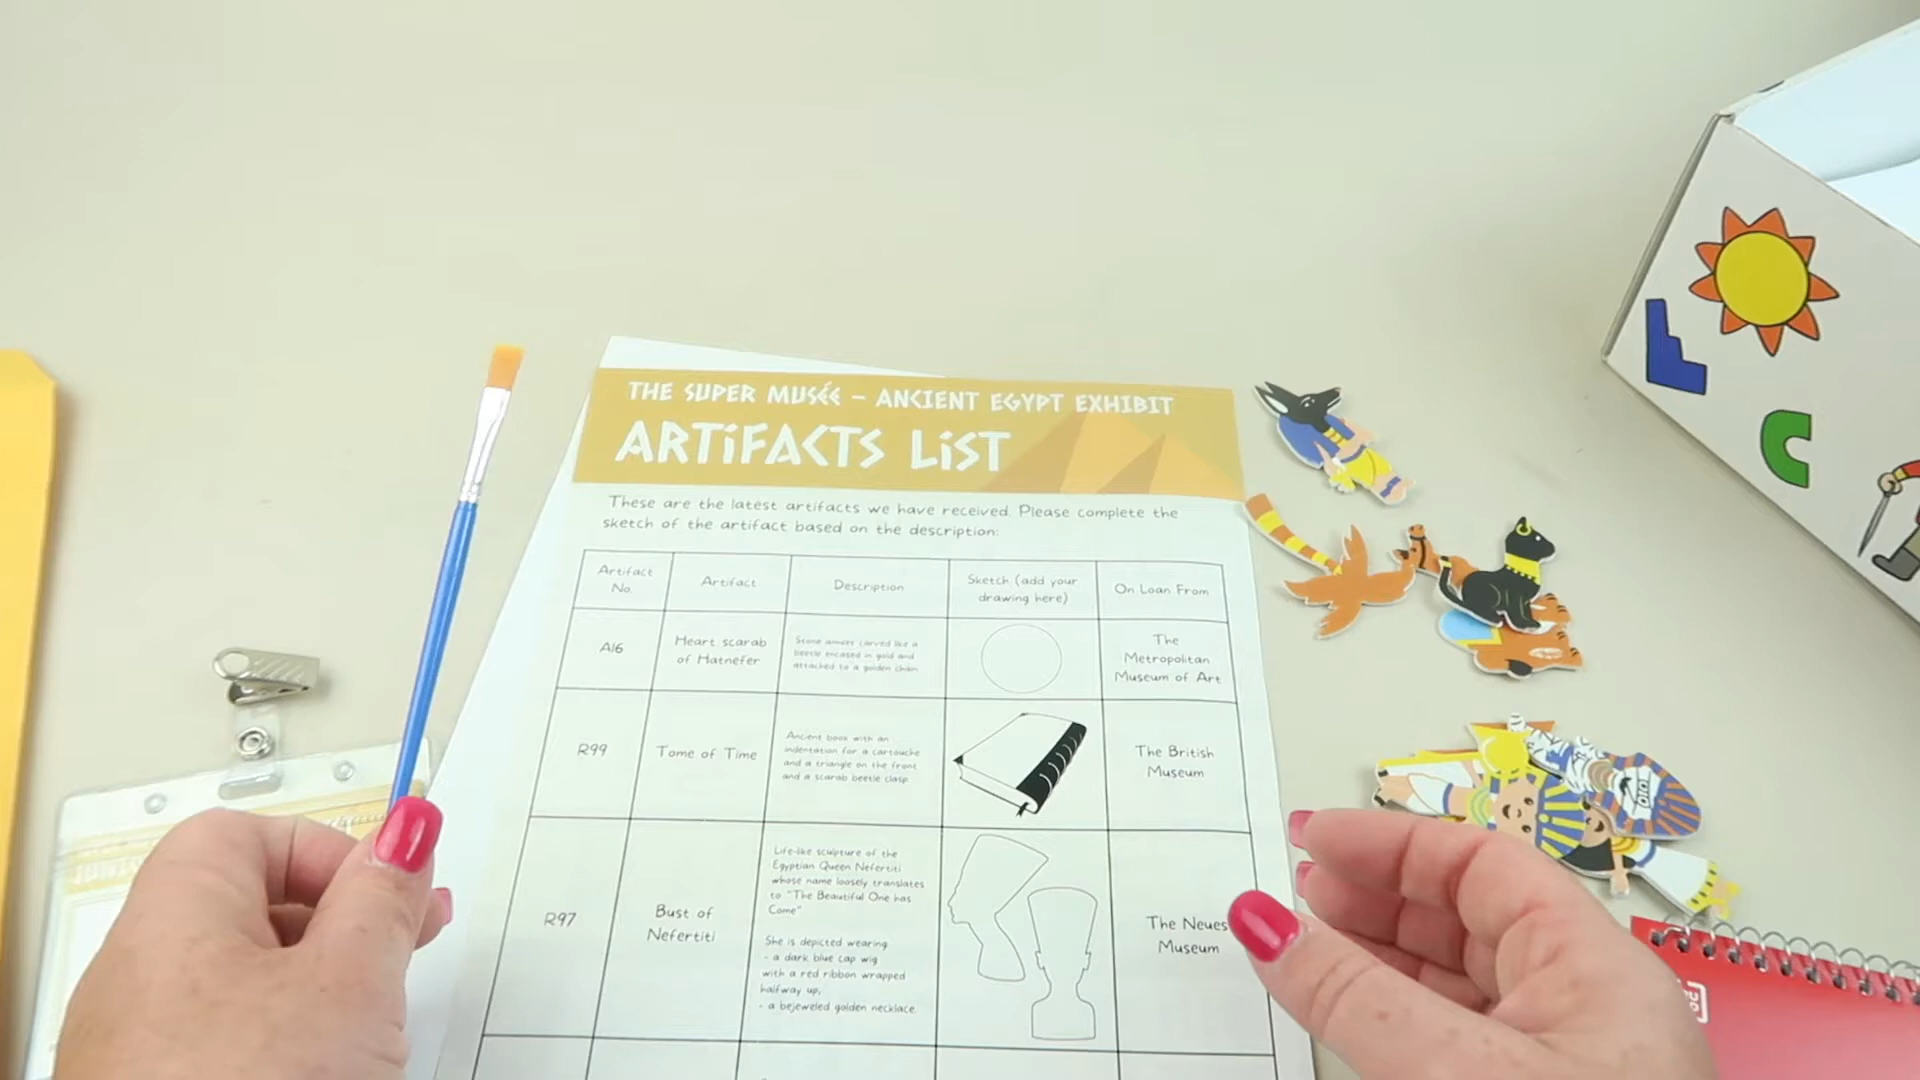 THE SUPER MUSÉE – ANCIENT EGYPT EXHIBIT
ARTiFACTS LiST
These are the latest artifacts we have received. Please complete the
sketch of the artifact based on the description:
Artifact
No.
Artifact
Description
Sketch (add your
drawing here)
On Loan From
A16
Heart scarab
of Hatnefer
Stone amulet carved like a
beetle encased in gold and
attached to a golden chain
The
Metropolitan
Museum of Art
R99
Tome of Time
Ancient book with an
indentation for a cartouche
and a triangle on the front
and a scarab beetle clasp.
The British
Museum
R97
Bust of
Nefertiti
Life-like sculpture of the
Egyptian Queen Nefertiti
whose name loosely translates
to "The Beautiful One has
Come"
She is depicted wearing
- a dark blue cap wig
with a red ribbon wrapped
halfway up,
- a bejeweled golden necklace.
The Neues
Museum